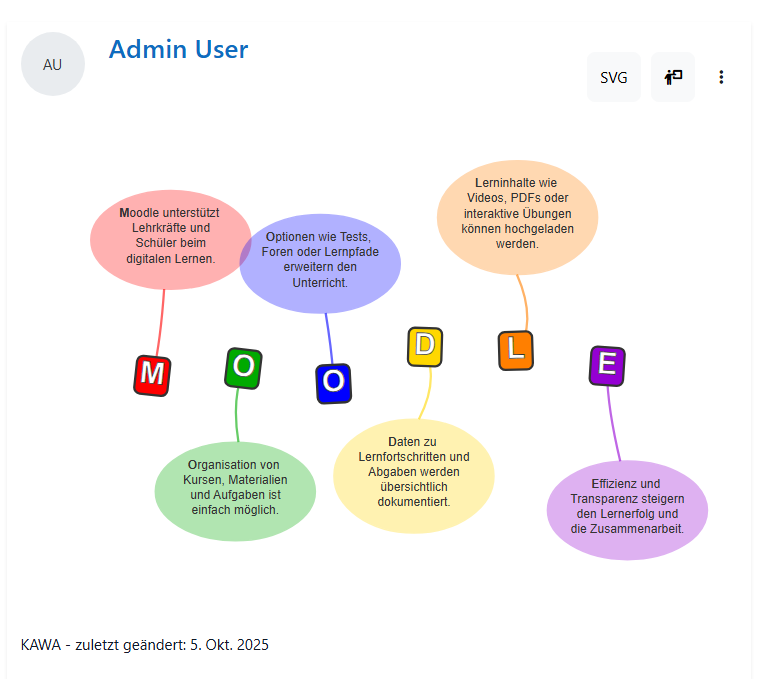 AU
Admin User
SVG
Moodle unterstützt
Lehrkräfte und
Schüler beim
digitalen Lernen.
Optionen wie Tests,
Foren oder Lernpfade
erweitern den
Unterricht.
Lerninhalte wie
Videos, PDFs oder
interaktive Übungen
können hochgeladen
werden.
M
O
O
D
L
E
Organisation von
Kursen, Materialien
und Aufgaben ist
einfach möglich.
Daten zu
Lernfortschritten und
Abgaben werden
übersichtlich
dokumentiert.
Effizienz und
Transparenz steigern
den Lernerfolg und
die Zusammenarbeit.
KAWA - zuletzt geändert: 5. Okt. 2025